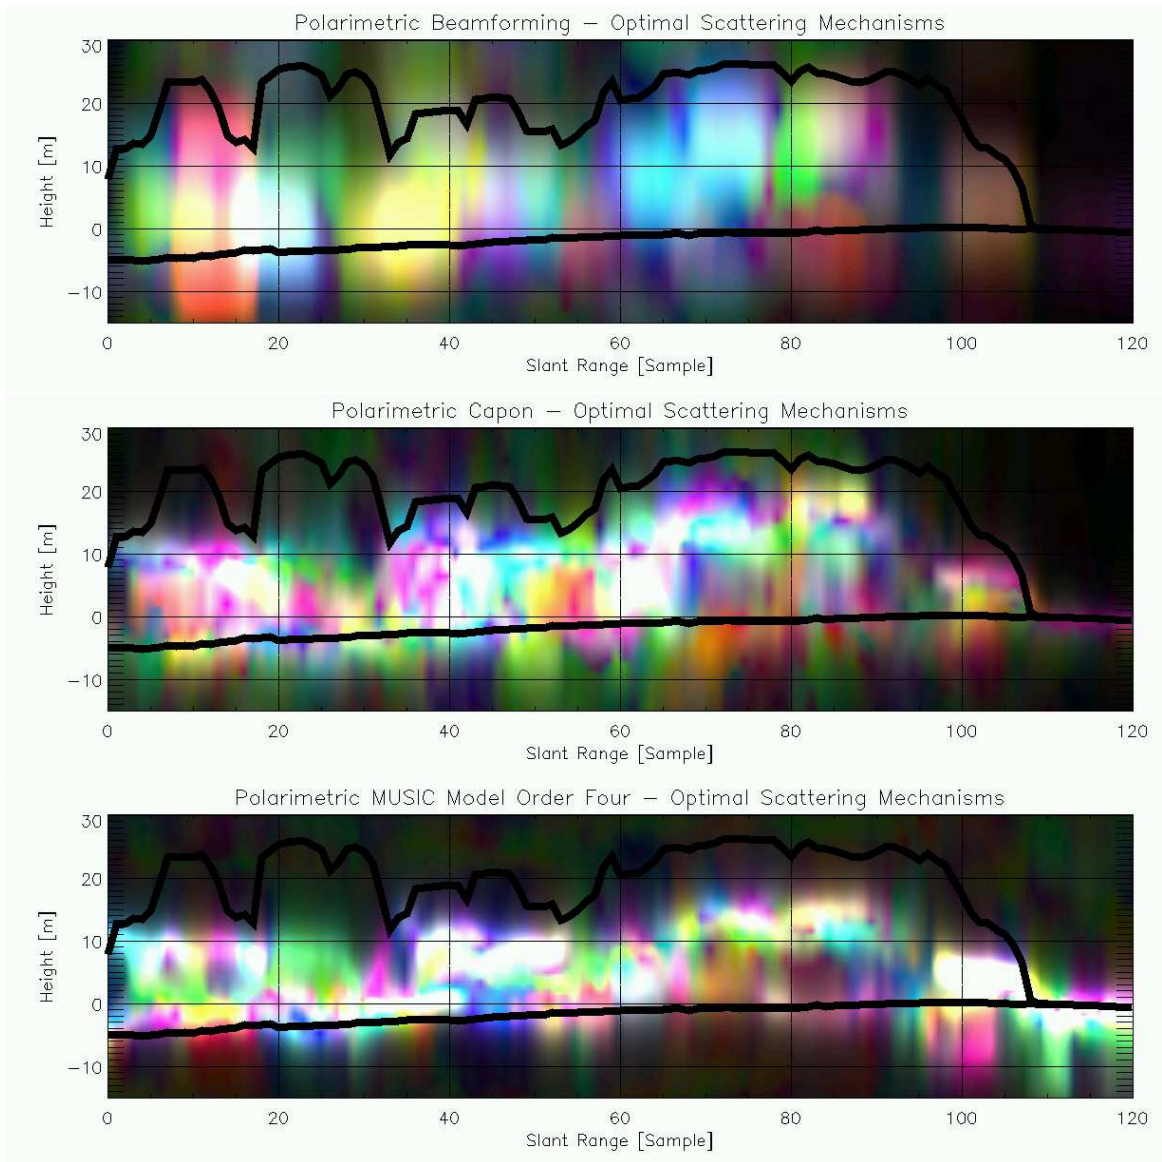 Polarimetric Beamforming – Optimal Scattering Mechanisms
30
20
10
0
−10
Height [m]
0 20 40 60 80 100 120
Slant Range [Sample]
Polarimetric Capon – Optimal Scattering Mechanisms
30
20
10
0
−10
Height [m]
0 20 40 60 80 100 120
Slant Range [Sample]
Polarimetric MUSIC Model Order Four – Optimal Scattering Mechanisms
30
20
10
0
−10
Height [m]
0 20 40 60 80 100 120
Slant Range [Sample]